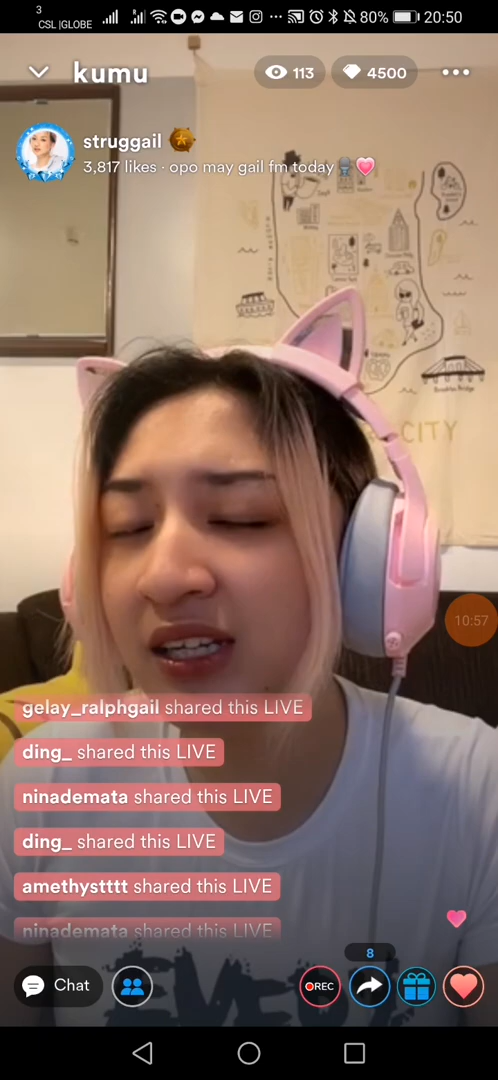 3
CSL |GLOBE
80%
20:50
kumu
113
4500
struggail
3,817 likes · opo may gail fm today
CITY
10:57
gelay_ralphgail shared this LIVE
ding_ shared this LIVE
ninademata shared this LIVE
ding_ shared this LIVE
amethystttt shared this LIVE
ninademata shared this LIVE
8
Chat
REC